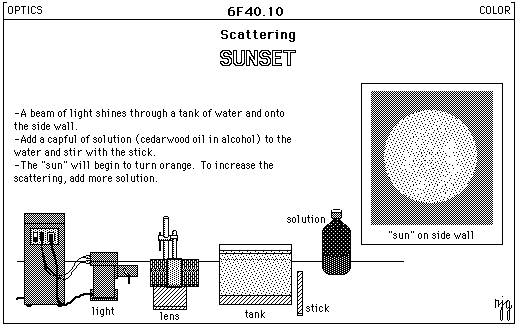 OPTICS
6F40.10
COLOR
Scattering
SUNSET
-A beam of light shines through a tank of water and onto
the side wall.
-Add a capful of solution (cedarwood oil in alcohol) to the
water and stir with the stick.
-The "sun" will begin to turn orange. To increase the
scattering, add more solution.
solution
"sun" on side wall
light
lens
tank
stick